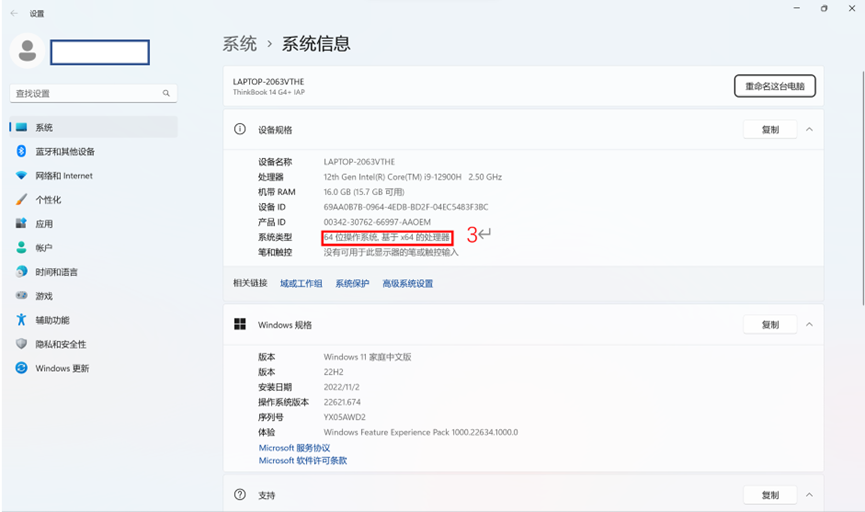 设置
系统 › 系统信息
查找设置
系统
蓝牙和其他设备
网络和 Internet
个性化
应用
帐户
时间和语言
游戏
辅助功能
隐私和安全性
Windows 更新
LAPTOP-2063VTHE
ThinkBook 14 G4+ IAP
重命名这台电脑
设备规格
复制
设备名称 LAPTOP-2063VTHE
处理器 12th Gen Intel(R) Core(TM) i9-12900H 2.50 GHz
机带 RAM 16.0 GB (15.7 GB 可用)
设备 ID 69AA0B7B-0964-4EDB-BD2F-04EC5483F3BC
产品 ID 00342-30762-66997-AAOEM
系统类型 64 位操作系统, 基于 x64 的处理器 3↵
笔和触控 没有可用于此显示器的笔或触控输入
相关链接 域或工作组 系统保护 高级系统设置
Windows 规格
复制
版本 Windows 11 家庭中文版
版本 22H2
安装日期 2022/11/2
操作系统版本 22621.674
序列号 YX05AWD2
体验 Windows Feature Experience Pack 1000.22634.1000.0
Microsoft 服务协议
Microsoft 软件许可条款
支持
复制